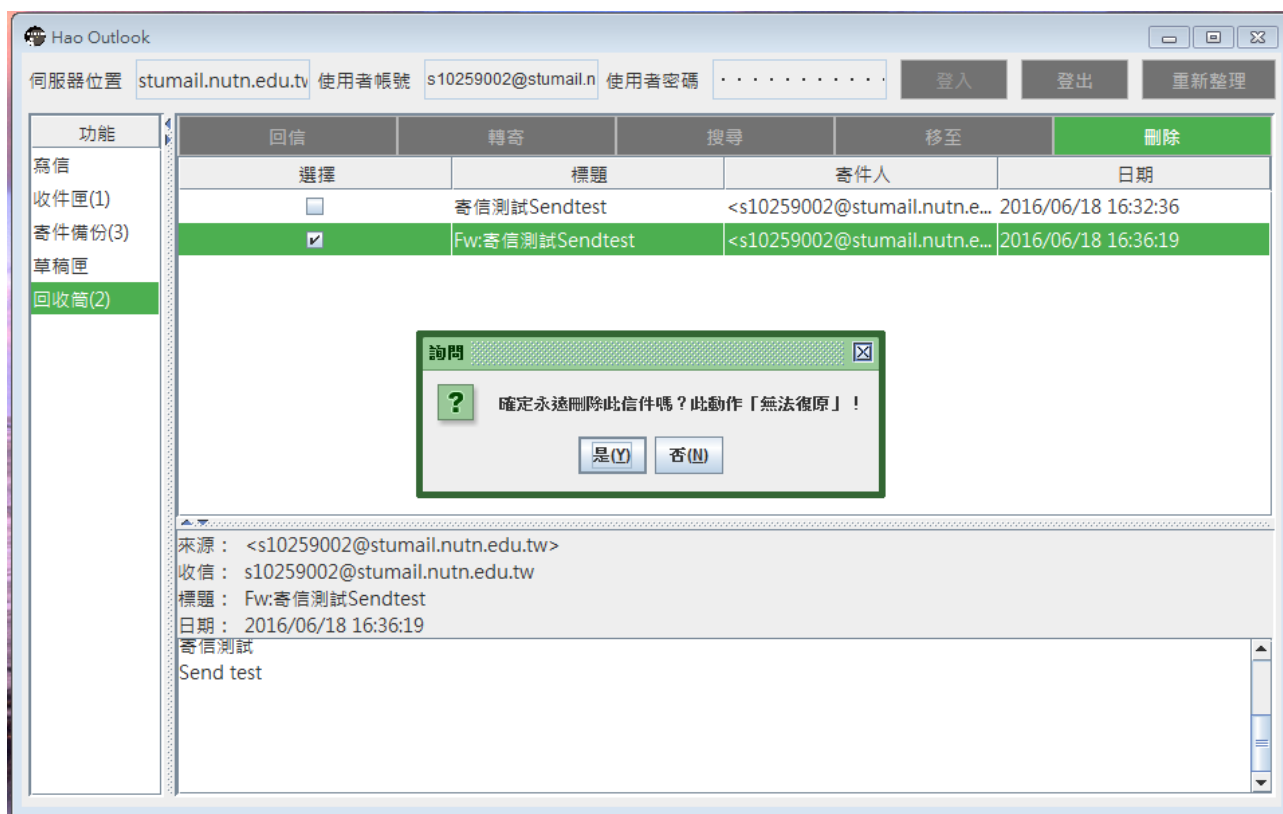 Hao Outlook
伺服器位置 stumail.nutn.edu.tw 使用者帳號 s10259002@stumail.n 使用者密碼 ············ 登入 登出 重新整理
功能 回信 轉寄 搜尋 移至 刪除
寫信
收件匣(1)
寄件備份(3)
草稿匣
回收筒(2)
選擇 標題 寄件人 日期
寄信測試Sendtest <s10259002@stumail.nutn.e... 2016/06/18 16:32:36
Fw:寄信測試Sendtest <s10259002@stumail.nutn.e... 2016/06/18 16:36:19
詢問
? 確定永遠刪除此信件嗎？此動作「無法復原」！
是(Y) 否(N)
來源： <s10259002@stumail.nutn.edu.tw>
收信： s10259002@stumail.nutn.edu.tw
標題： Fw:寄信測試Sendtest
日期： 2016/06/18 16:36:19
寄信測試
Send test